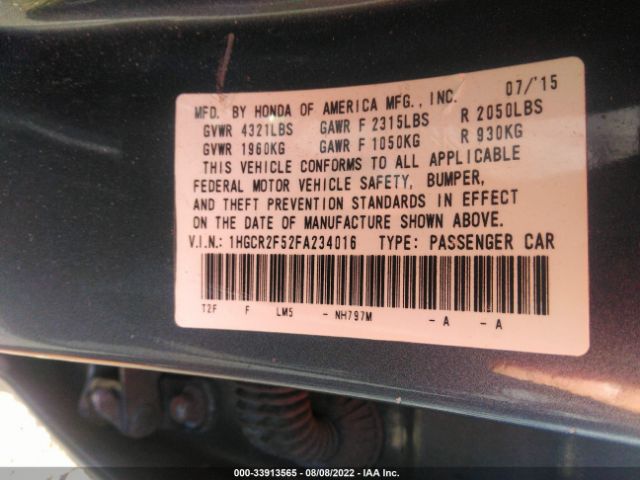 MFD. BY HONDA OF AMERICA MFG., INC. 07/'15
GVWR 4321LBS GAWR F 2315LBS R 2050LBS
GVWR 1960KG GAWR F 1050KG R 930KG
THIS VEHICLE CONFORMS TO ALL APPLICABLE
FEDERAL MOTOR VEHICLE SAFETY, BUMPER,
AND THEFT PREVENTION STANDARDS IN EFFECT
ON THE DATE OF MANUFACTURE SHOWN ABOVE.
V.I.N.: 1HGCR2F52FA234016 TYPE: PASSENGER CAR
T2F F LM5 - NH797M - A - A
000-33913565 - 08/08/2022 - IAA Inc.